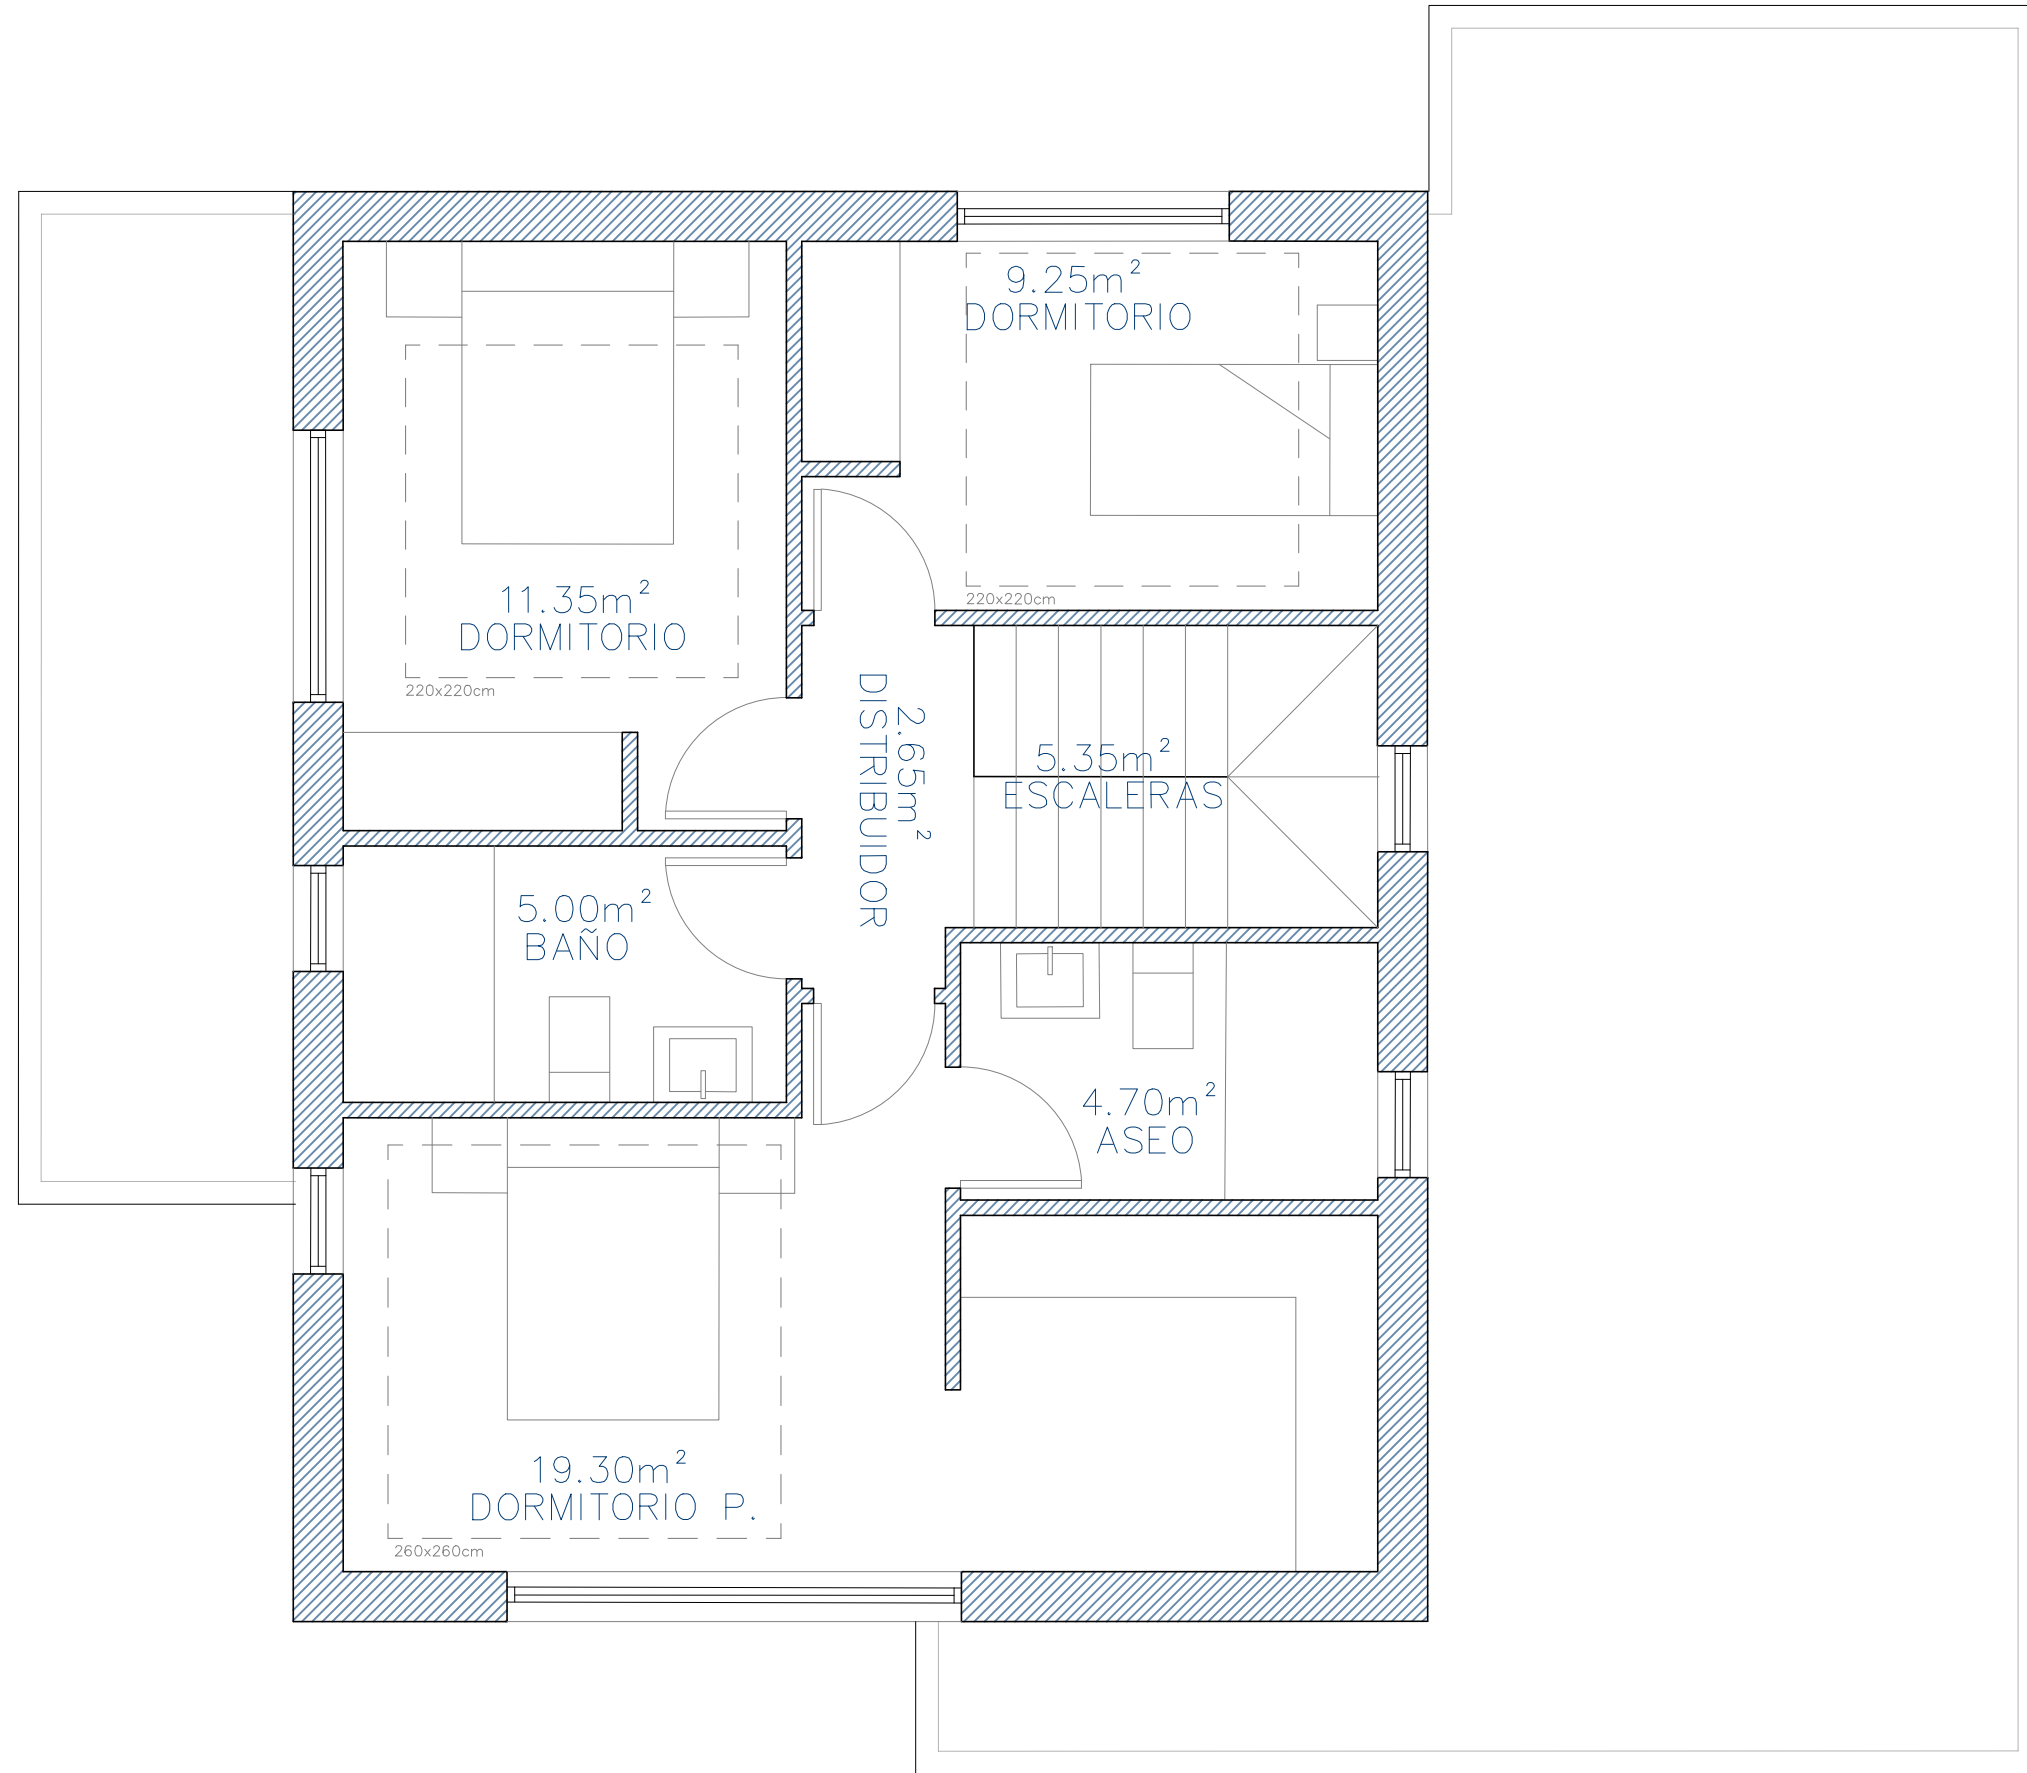 9.25m²
DORMITORIO
220x220cm
11.35m²
DORMITORIO
220x220cm
2.65m²
DISTRIBUIDOR
5.35m²
ESCALERAS
5.00m²
BAÑO
4.70m²
ASEO
19.30m²
DORMITORIO P.
260x260cm